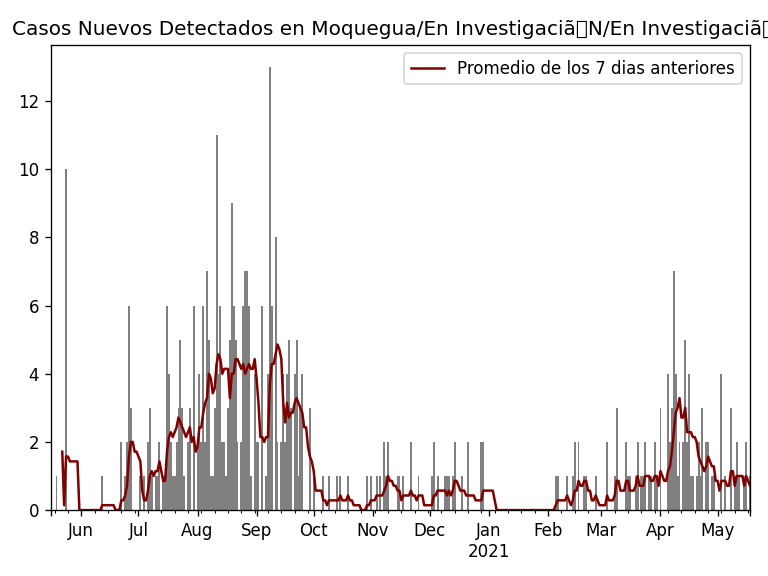 Casos Nuevos Detectados en Moquegua/En Investigaciã▯N/En Investigaciã▯
Promedio de los 7 dias anteriores
12
10
8
6
4
2
0
Jun Jul Aug Sep Oct Nov Dec Jan Feb Mar Apr May
2021